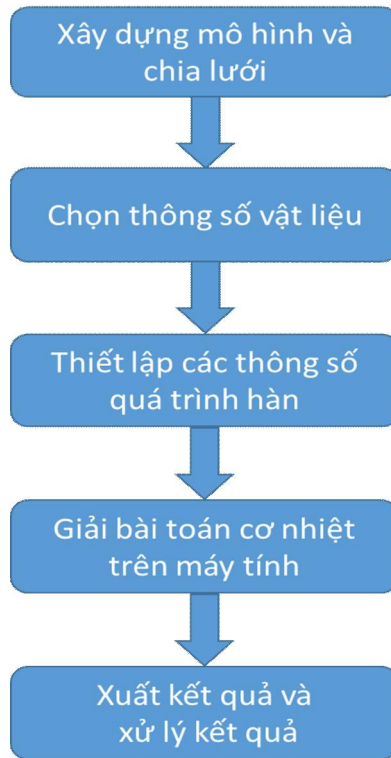 Xây dựng mô hình và
chia lưới
Chọn thông số vật liệu
Thiết lập các thông số
quá trình hàn
Giải bài toán cơ nhiệt
trên máy tính
Xuất kết quả và
xử lý kết quả